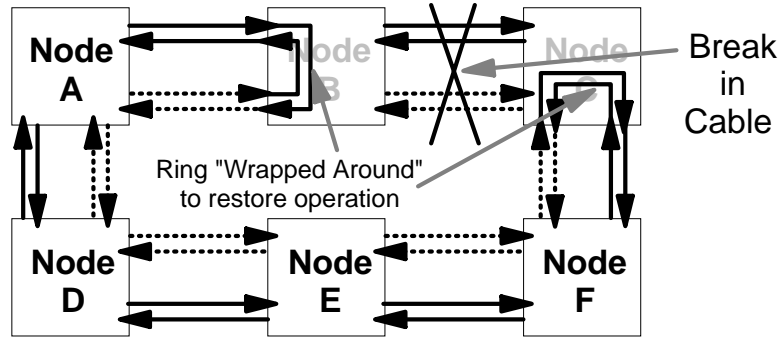 Node
A
Node
B
Node
C
Break
in
Cable
Ring "Wrapped Around"
to restore operation
Node
D
Node
E
Node
F